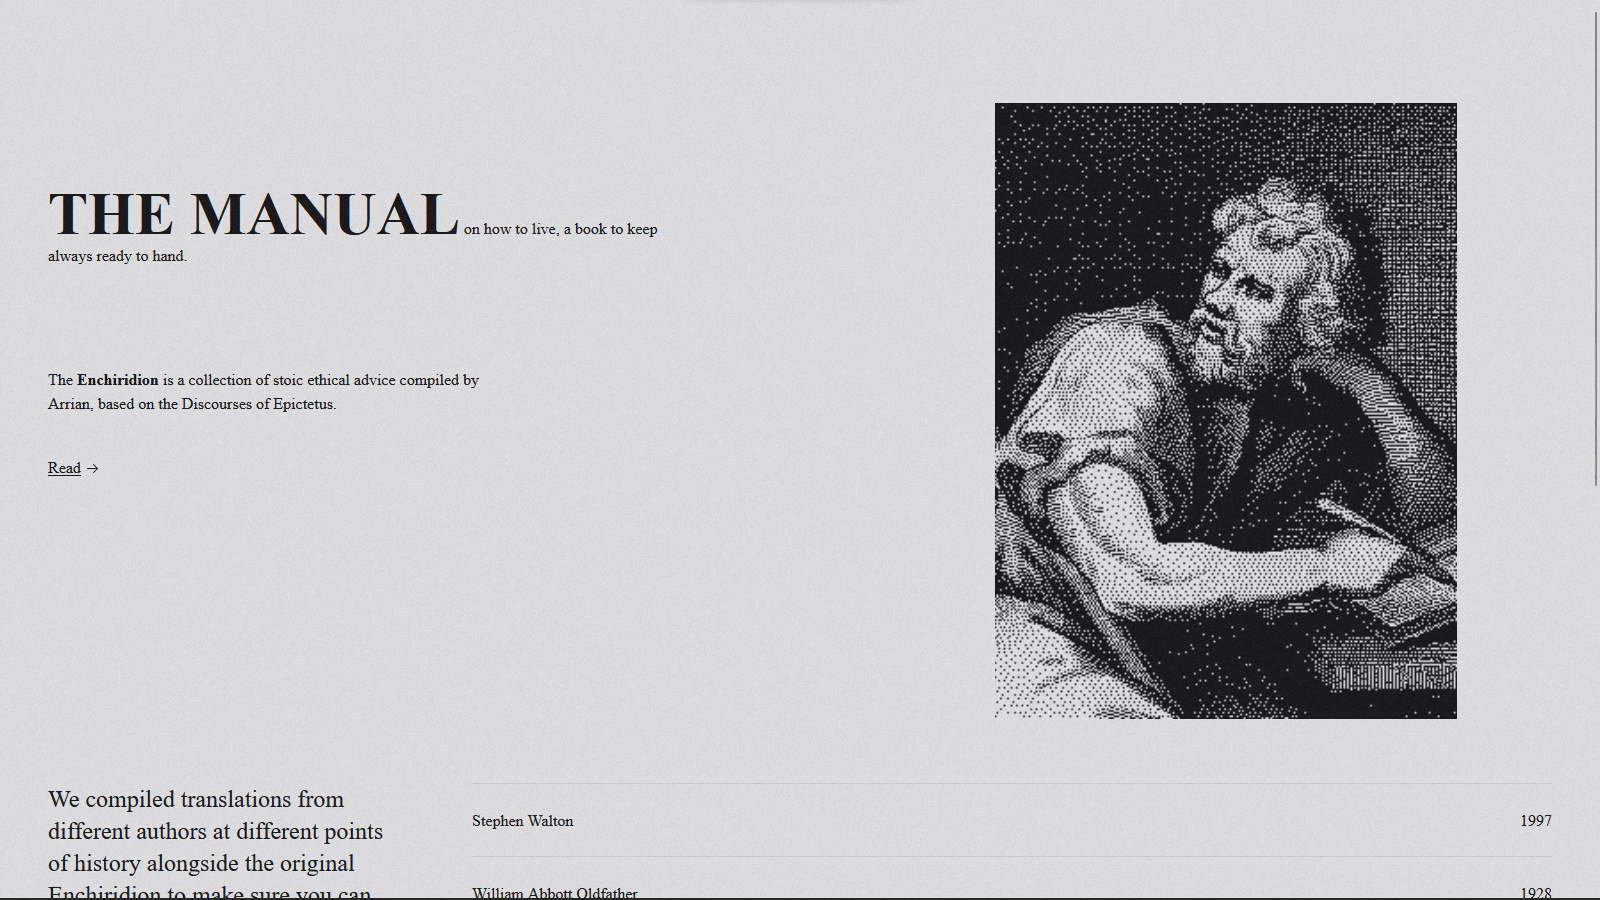 THE MANUAL on how to live, a book to keep
always ready to hand.
The Enchiridion is a collection of stoic ethical advice compiled by
Arrian, based on the Discourses of Epictetus.
Read →
We compiled translations from
different authors at different points
of history alongside the original
Enchiridion to make sure you can
Stephen Walton
1997
William Abbott Oldfather
1928